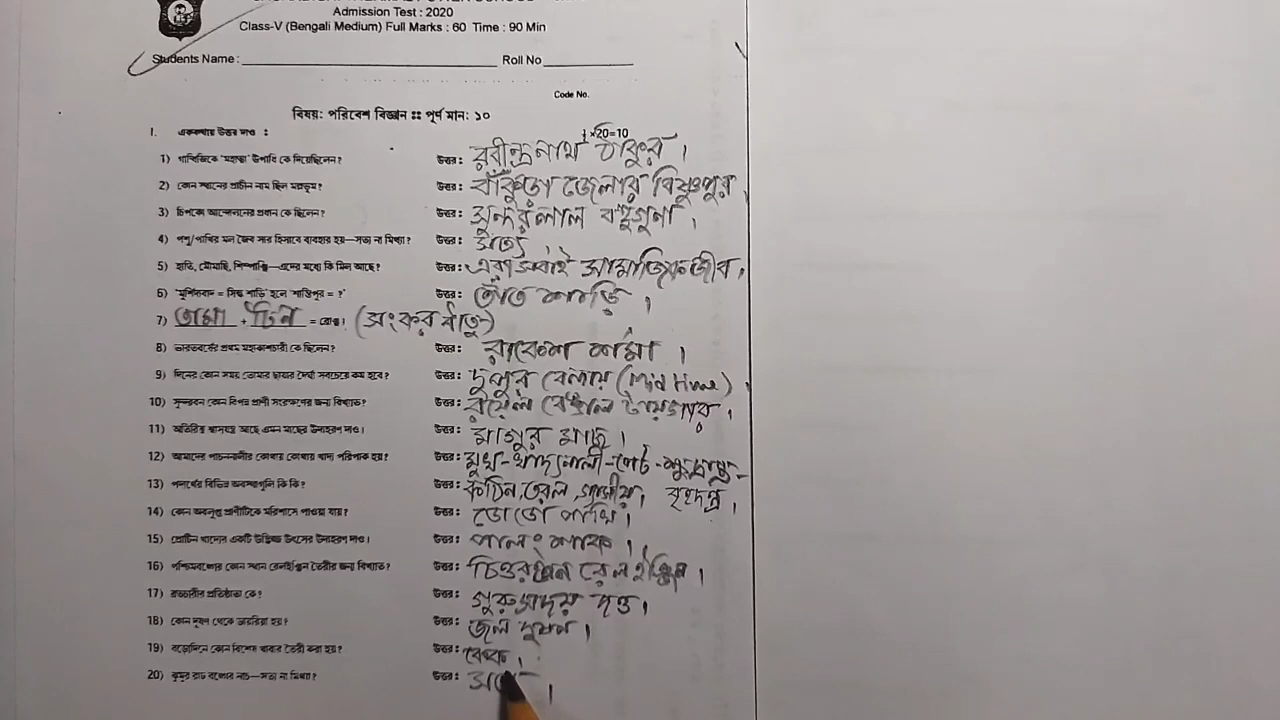 Admission Test : 2020
Class-V (Bengali Medium) Full Marks : 60 Time : 90 Min
Students Name : Roll No
Code No.
বিষয়: পরিবেশ বিজ্ঞান :: পূর্ণ মান: ১০
I. এককথায় উত্তর দাও : ½×20=10
1) গান্ধিজিকে 'মহাত্মা' উপাধি কে দিয়েছিলেন? উত্তর : রবীন্দ্রনাথ ঠাকুর।
2) কোন স্থানের প্রাচীন নাম ছিল মল্লভূম? উত্তর : বাঁকুড়া জেলার বিষ্ণুপুর।
3) চিপকো আন্দোলনের প্রধান কে ছিলেন? উত্তর : সুন্দরলাল বহুগুণা।
4) পশু/পাখির মল জৈব সার হিসাবে ব্যবহার হয়—সত্য না মিথ্যা? উত্তর : সত্য।
5) হাতি, মৌমাছি, শিম্পাঞ্জি—এদের মধ্যে কি মিল আছে? উত্তর : এরা সবাই সামাজিক জীব।
6) 'মুর্শিদাবাদ = সিল্ক শাড়ি হলে 'শান্তিপুর = ?' উত্তর : তাঁত শাড়ি।
7) তামা + টিন = ব্রোঞ্জ। (সংকর ধাতু)
8) ভারতবর্ষের প্রথম মহাকাশচারী কে ছিলেন? উত্তর : রাকেশ শর্মা।
9) দিনের কোন সময় তোমার ছায়ার দৈর্ঘ্য সবচেয়ে কম হবে? উত্তর : দুপুর বেলায় (Mid
10) সুন্দরবন কোন বিপন্ন প্রাণী সংরক্ষণের জন্য বিখ্যাত? উত্তর : রয়েল বেঙ্গল টাইগার।
11) অতিরিক্ত শ্বাসযন্ত্র আছে এমন মাছের উদাহরণ দাও। উত্তর : মাগুর মাছ।
12) আমাদের পাচননালীর কোথায় কোথায় খাদ্য পরিপাক হয়? উত্তর : মুখ-খাদ্যনালী-পেট-ক্ষুদ্রান্ত্র-
13) পদার্থের বিভিন্ন অবস্থাগুলি কি কি? উত্তর : কঠিন, তরল, গ্যাসীয়। বৃহদন্ত্র।
14) কোন অবলুপ্ত প্রাণীটিকে মরিশাসে পাওয়া যায়? উত্তর : ডোডো পাখি।
15) প্রোটিন খাদ্যের একটি উদ্ভিজ্জ উৎসের উদাহরণ দাও। উত্তর : পালং শাক।
16) পশ্চিমবঙ্গের কোন স্থান রেলইঞ্জিন তৈরীর জন্য বিখ্যাত? উত্তর : চিত্তরঞ্জন রেল ইঞ্জিন।
17) ব্রতচারীর প্রতিষ্ঠাতা কে? উত্তর : গুরুসদয় দত্ত।
18) কোন দূষণ থেকে ডায়রিয়া হয়? উত্তর : জল দূষণ।
19) বড়োদিনে কোন বিশেষ খাবার তৈরী করা হয়? উত্তর : কেক।
20) ঝুমুর রাঢ় বঙ্গের নাচ—সত্য না মিথ্যা? উত্তর :